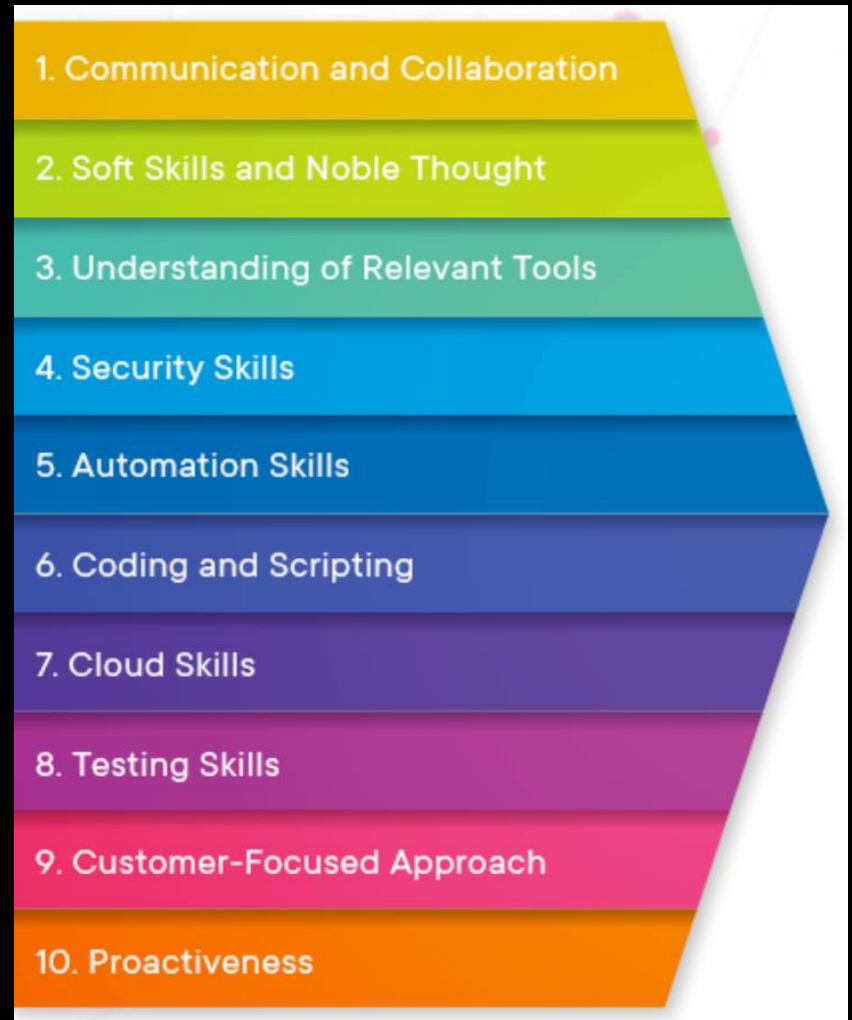 1. Communication and Collaboration
2. Soft Skills and Noble Thought
3. Understanding of Relevant Tools
4. Security Skills
5. Automation Skills
6. Coding and Scripting
7. Cloud Skills
8. Testing Skills
9. Customer-Focused Approach
10. Proactiveness